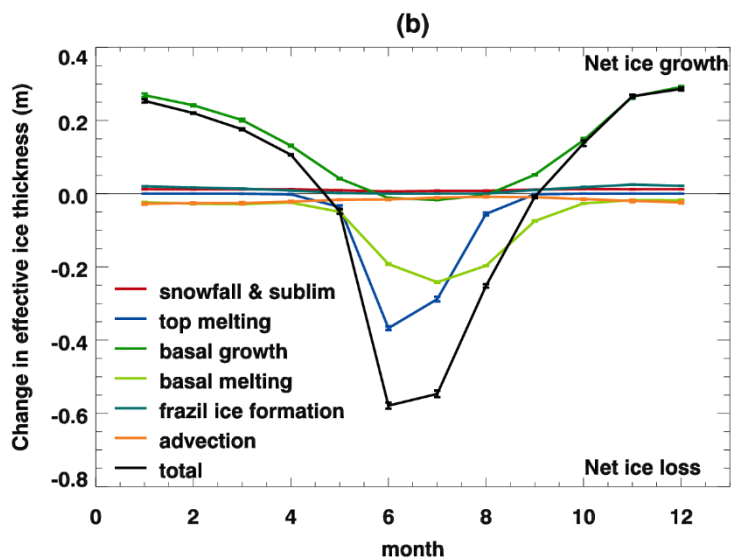 (b)
Change in effective ice thickness (m)
0.4
0.2
0.0
-0.2
-0.4
-0.6
-0.8
Net ice growth
snowfall & sublim
top melting
basal growth
basal melting
frazil ice formation
advection
total
Net ice loss
0 2 4 6 8 10 12
month